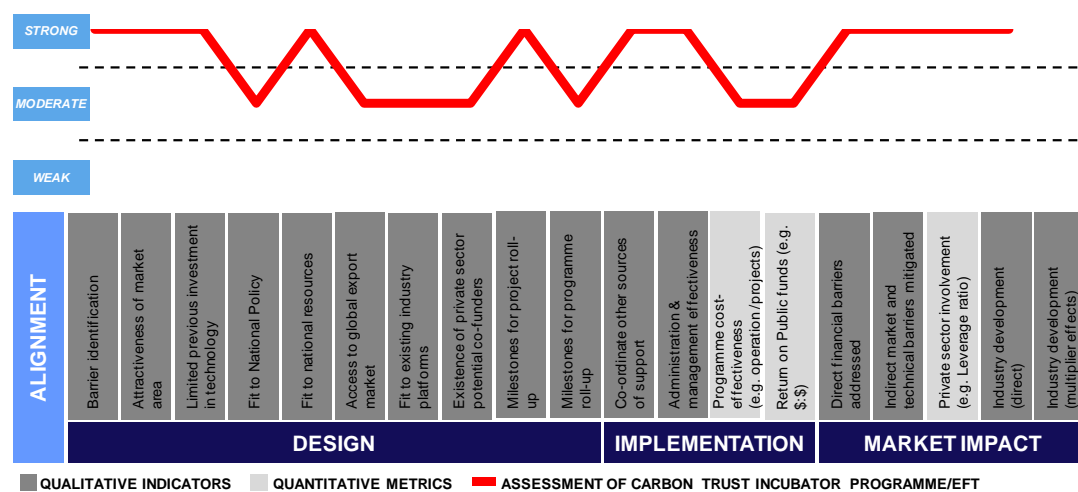 STRONG
MODERATE
WEAK
ALIGNMENT
Barrier identification
Attractiveness of market
area
Limited previous investment
in technology
Fit to National Policy
Fit to national resources
Access to global export
market
Fit to existing industry
platforms
Existence of private sector
potential co-funders
Milestones for project roll-
up
Milestones for programme
roll-up
Co-ordinate other sources
of support
Administration &
management effectiveness
Programme cost-
effectiveness
(e.g. operation/projects)
Return on Public funds (e.g.
$:$)
Direct financial barriers
addressed
Indirect market and
technical barriers mitigated
Private sector involvement
(e.g. Leverage ratio)
Industry development
(direct)
Industry development
(multiplier effects)
DESIGN
IMPLEMENTATION
MARKET IMPACT
QUALITATIVE INDICATORS
QUANTITATIVE METRICS
ASSESSMENT OF CARBON TRUST INCUBATOR PROGRAMME/EFT